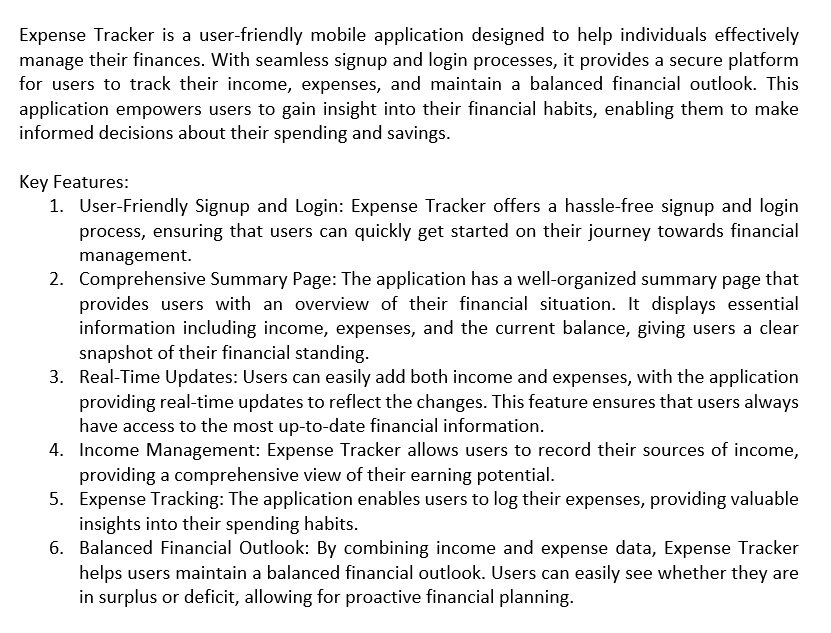 Expense Tracker is a user-friendly mobile application designed to help individuals effectively
manage their finances. With seamless signup and login processes, it provides a secure platform
for users to track their income, expenses, and maintain a balanced financial outlook. This
application empowers users to gain insight into their financial habits, enabling them to make
informed decisions about their spending and savings.
Key Features:
1. User-Friendly Signup and Login: Expense Tracker offers a hassle-free signup and login
process, ensuring that users can quickly get started on their journey towards financial
management.
2. Comprehensive Summary Page: The application has a well-organized summary page that
provides users with an overview of their financial situation. It displays essential
information including income, expenses, and the current balance, giving users a clear
snapshot of their financial standing.
3. Real-Time Updates: Users can easily add both income and expenses, with the application
providing real-time updates to reflect the changes. This feature ensures that users always
have access to the most up-to-date financial information.
4. Income Management: Expense Tracker allows users to record their sources of income,
providing a comprehensive view of their earning potential.
5. Expense Tracking: The application enables users to log their expenses, providing valuable
insights into their spending habits.
6. Balanced Financial Outlook: By combining income and expense data, Expense Tracker
helps users maintain a balanced financial outlook. Users can easily see whether they are
in surplus or deficit, allowing for proactive financial planning.